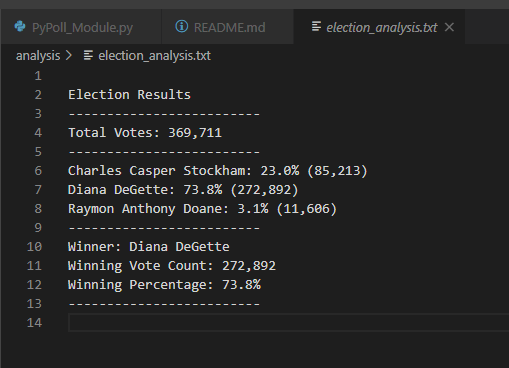 PyPoll_Module.py README.md election_analysis.txt
analysis > election_analysis.txt
1
2 Election Results
3 -------------------------
4 Total Votes: 369,711
5 -------------------------
6 Charles Casper Stockham: 23.0% (85,213)
7 Diana DeGette: 73.8% (272,892)
8 Raymon Anthony Doane: 3.1% (11,606)
9 -------------------------
10 Winner: Diana DeGette
11 Winning Vote Count: 272,892
12 Winning Percentage: 73.8%
13 -------------------------
14